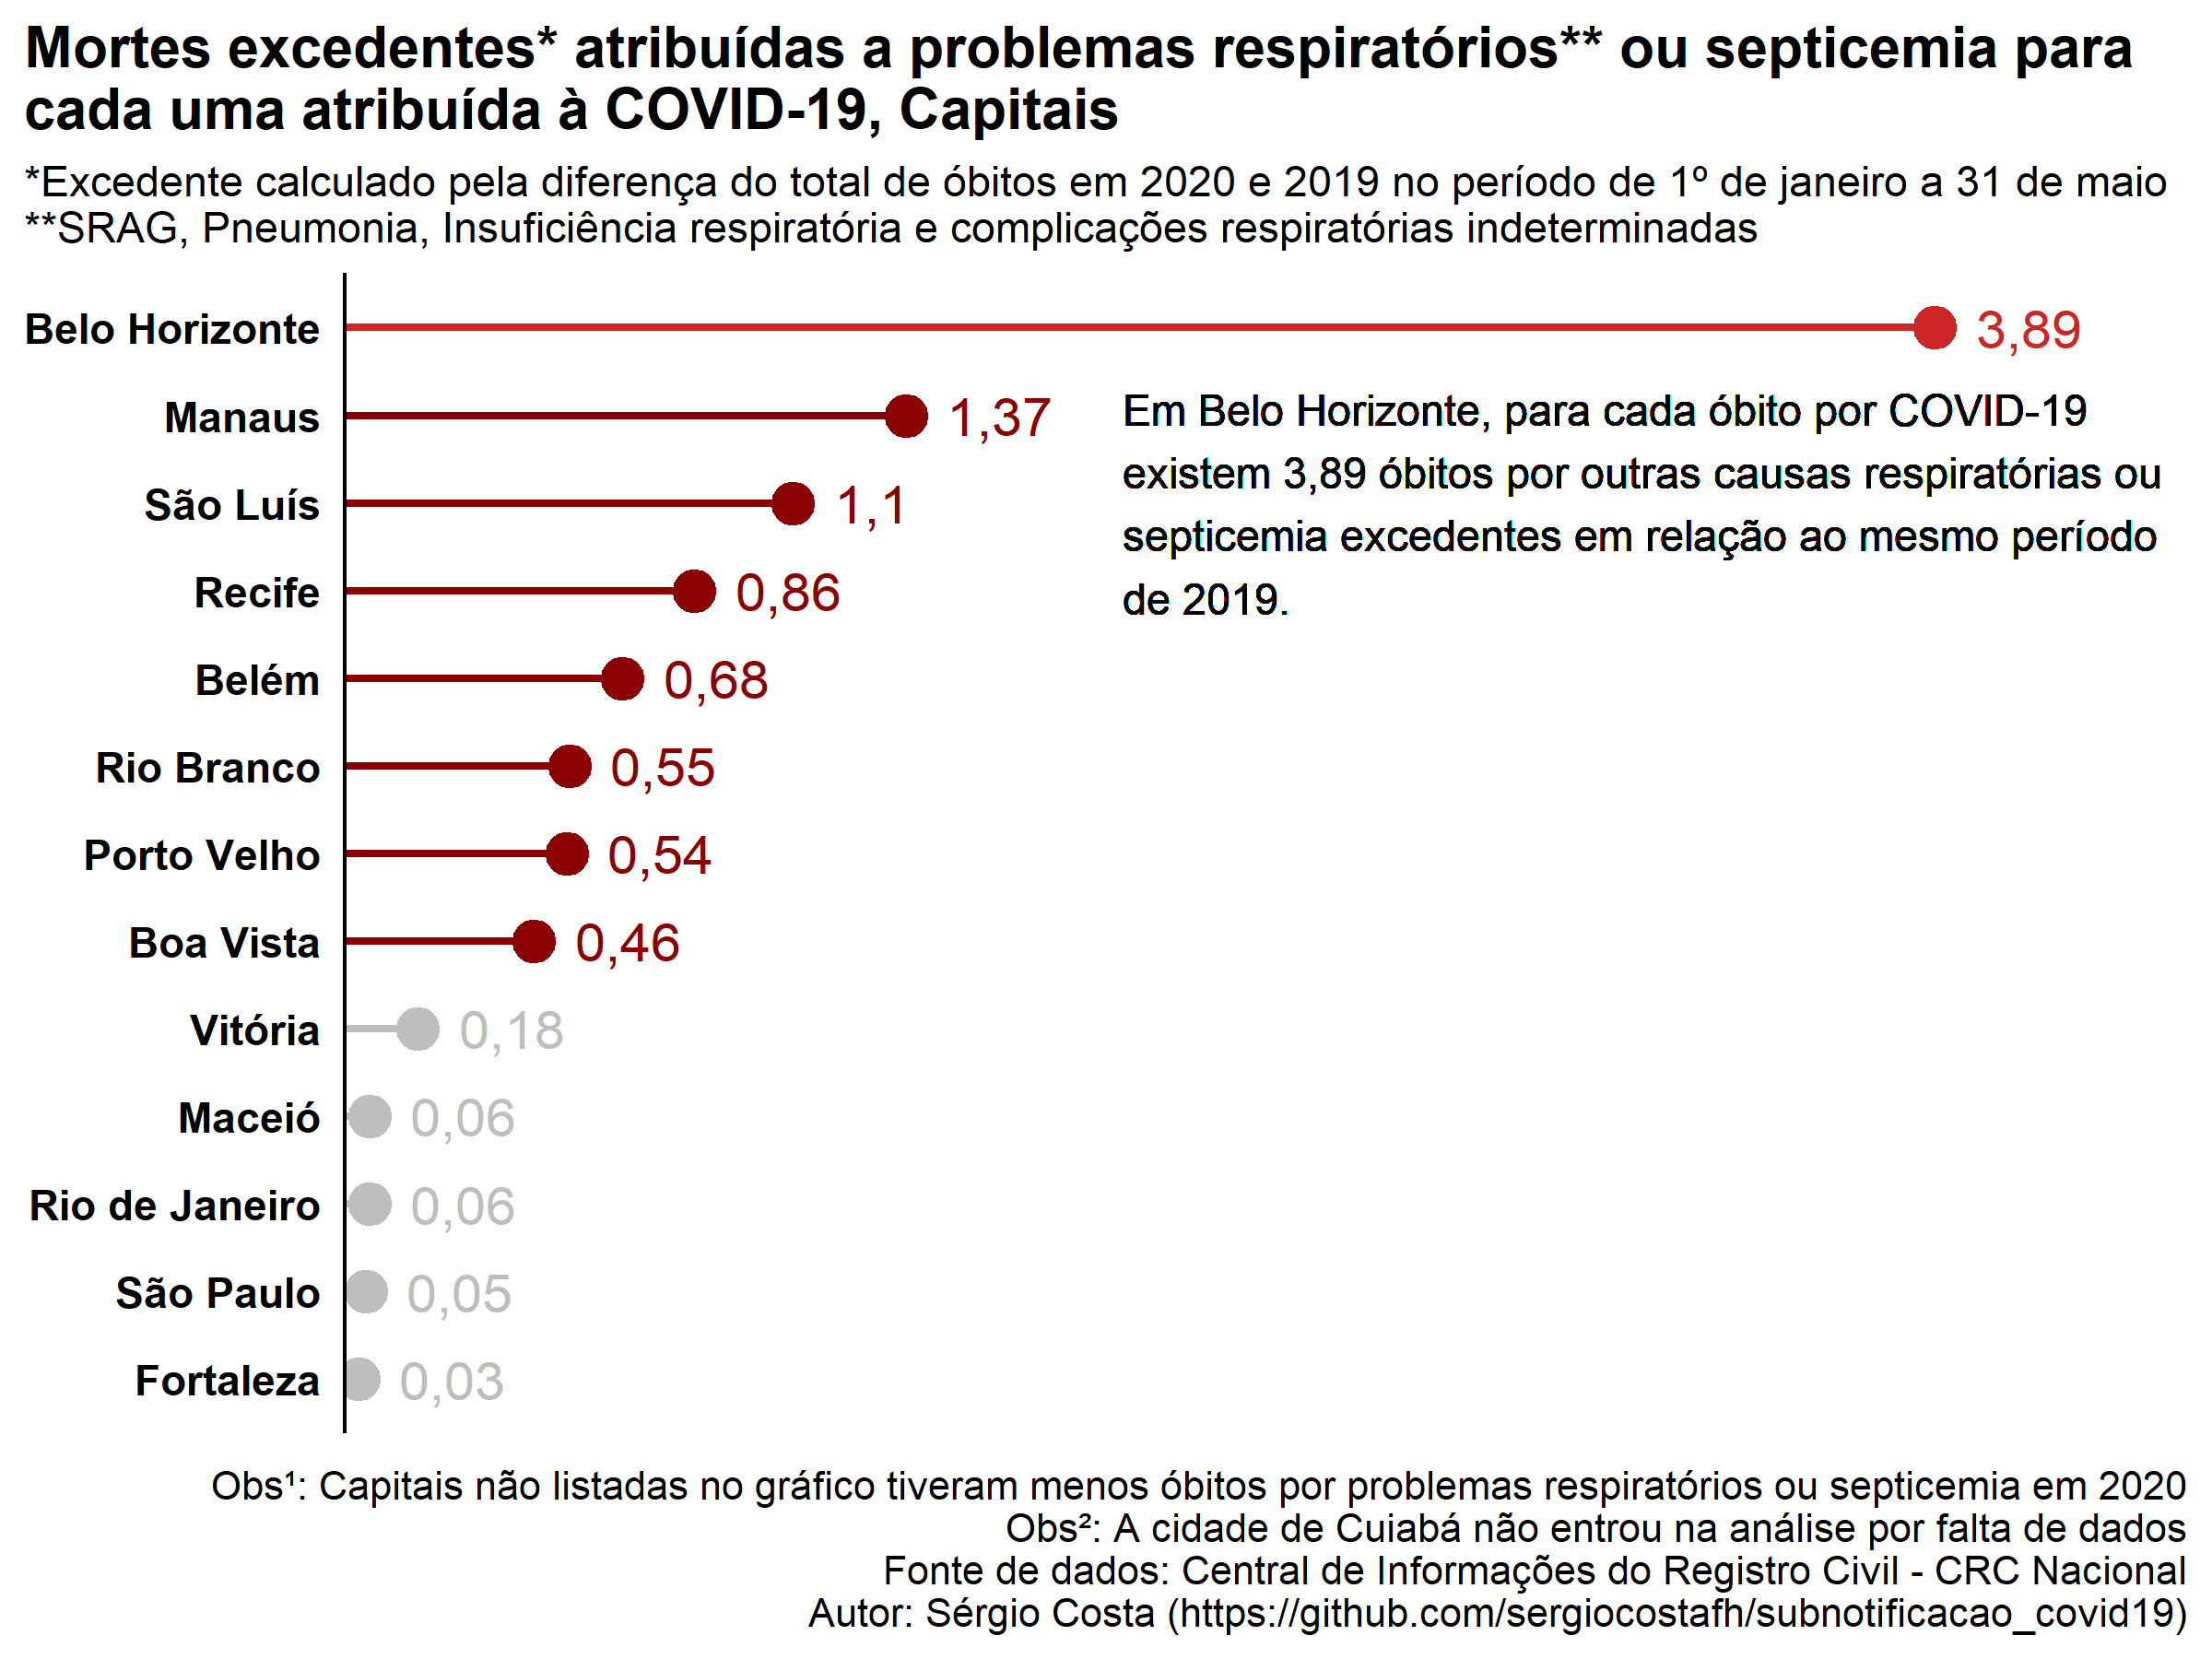 Mortes excedentes* atribuídas a problemas respiratórios** ou septicemia para
cada uma atribuída à COVID-19, Capitais
*Excedente calculado pela diferença do total de óbitos em 2020 e 2019 no período de 1º de janeiro a 31 de maio
**SRAG, Pneumonia, Insuficiência respiratória e complicações respiratórias indeterminadas
Belo Horizonte 3,89
Manaus 1,37
Em Belo Horizonte, para cada óbito por COVID-19
existem 3,89 óbitos por outras causas respiratórias ou
septicemia excedentes em relação ao mesmo período
de 2019.
São Luís 1,1
Recife 0,86
Belém 0,68
Rio Branco 0,55
Porto Velho 0,54
Boa Vista 0,46
Vitória 0,18
Maceió 0,06
Rio de Janeiro 0,06
São Paulo 0,05
Fortaleza 0,03
Obs¹: Capitais não listadas no gráfico tiveram menos óbitos por problemas respiratórios ou septicemia em 2020
Obs²: A cidade de Cuiabá não entrou na análise por falta de dados
Fonte de dados: Central de Informações do Registro Civil - CRC Nacional
Autor: Sérgio Costa (https://github.com/sergiocostafh/subnotificacao_covid19)